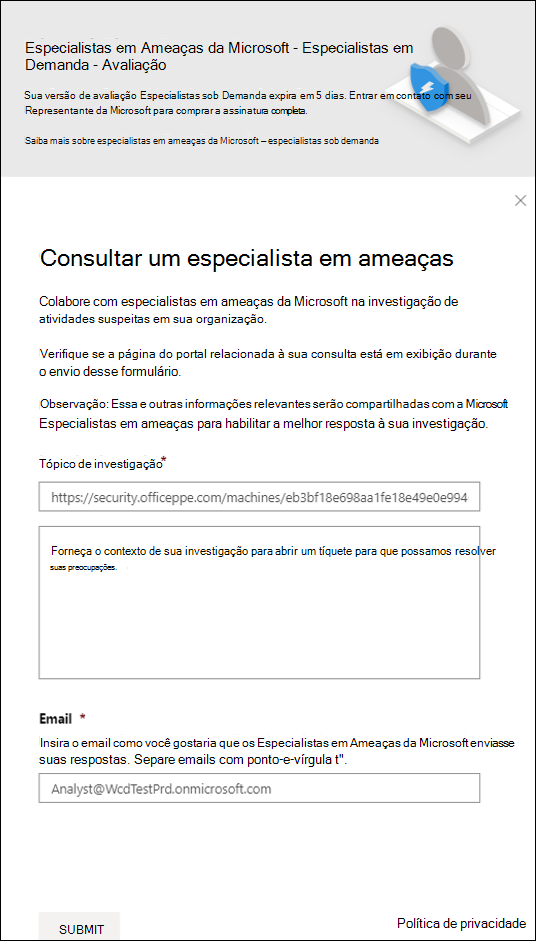 Especialistas em Ameaças da Microsoft - Especialistas em
Demanda - Avaliação
Sua versão de avaliação Especialistas sob Demanda expira em 5 dias. Entrar em contato com seu
Representante da Microsoft para comprar a assinatura completa.
Saiba mais sobre especialistas em ameaças da Microsoft – especialistas sob demanda
Consultar um especialista em ameaças
Colabore com especialistas em ameaças da Microsoft na investigação de
atividades suspeitas em sua organização.
Verifique se a página do portal relacionada à sua consulta está em exibição durante
o envio desse formulário.
Observação: Essa e outras informações relevantes serão compartilhadas com a Microsoft
Especialistas em ameaças para habilitar a melhor resposta à sua investigação.
Tópico de investigação*
https://security.officeppe.com/machines/eb3bf18e698aa1fe18e49e0e994
Forneça o contexto de sua investigação para abrir um tíquete para que possamos resolver
suas preocupações.
Email *
Insira o email como você gostaria que os Especialistas em Ameaças da Microsoft enviasse
suas respostas. Separe emails com ponto-e-vírgula t".
Analyst@WcdTestPrd.onmicrosoft.com
SUBMIT
Política de privacidade